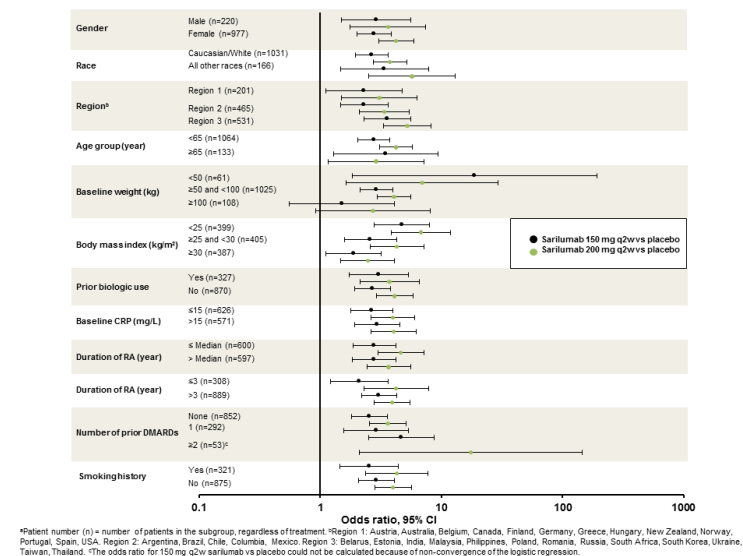 Gender
Male (n=220)
Female (n=977)
Race
Caucasian/White (n=1031)
All other races (n=166)
Regionᵇ
Region 1 (n=201)
Region 2 (n=465)
Region 3 (n=531)
Age group (year)
<65 (n=1064)
≥65 (n=133)
Baseline weight (kg)
<50 (n=61)
≥50 and <100 (n=1025)
≥100 (n=108)
Body mass index (kg/m²)
<25 (n=399)
≥25 and <30 (n=405)
≥30 (n=387)
Sarilumab 150 mg q2w vs placebo
Sarilumab 200 mg q2w vs placebo
Prior biologic use
Yes (n=327)
No (n=870)
Baseline CRP (mg/L)
≤15 (n=626)
>15 (n=571)
Duration of RA (year)
≤ Median (n=600)
> Median (n=597)
Duration of RA (year)
≤3 (n=308)
>3 (n=889)
Number of prior DMARDs
None (n=852)
1 (n=292)
≥2 (n=53)ᶜ
Smoking history
Yes (n=321)
No (n=875)
0.1 1 10 100 1000
Odds ratio, 95% CI
ᵃPatient number (n) = number of patients in the subgroup, regardless of treatment. ᵇRegion 1: Austria, Australia, Belgium, Canada, Finland, Germany, Greece, Hungary, New Zealand, Norway,
Portugal, Spain, USA. Region 2: Argentina, Brazil, Chile, Columbia, Mexico. Region 3: Belarus, Estonia, India, Malaysia, Philippines, Poland, Romania, Russia, South Africa, South Korea, Ukraine,
Taiwan, Thailand. ᶜThe odds ratio for 150 mg q2w sarilumab vs placebo could not be calculated because of non-convergence of the logistic regression.